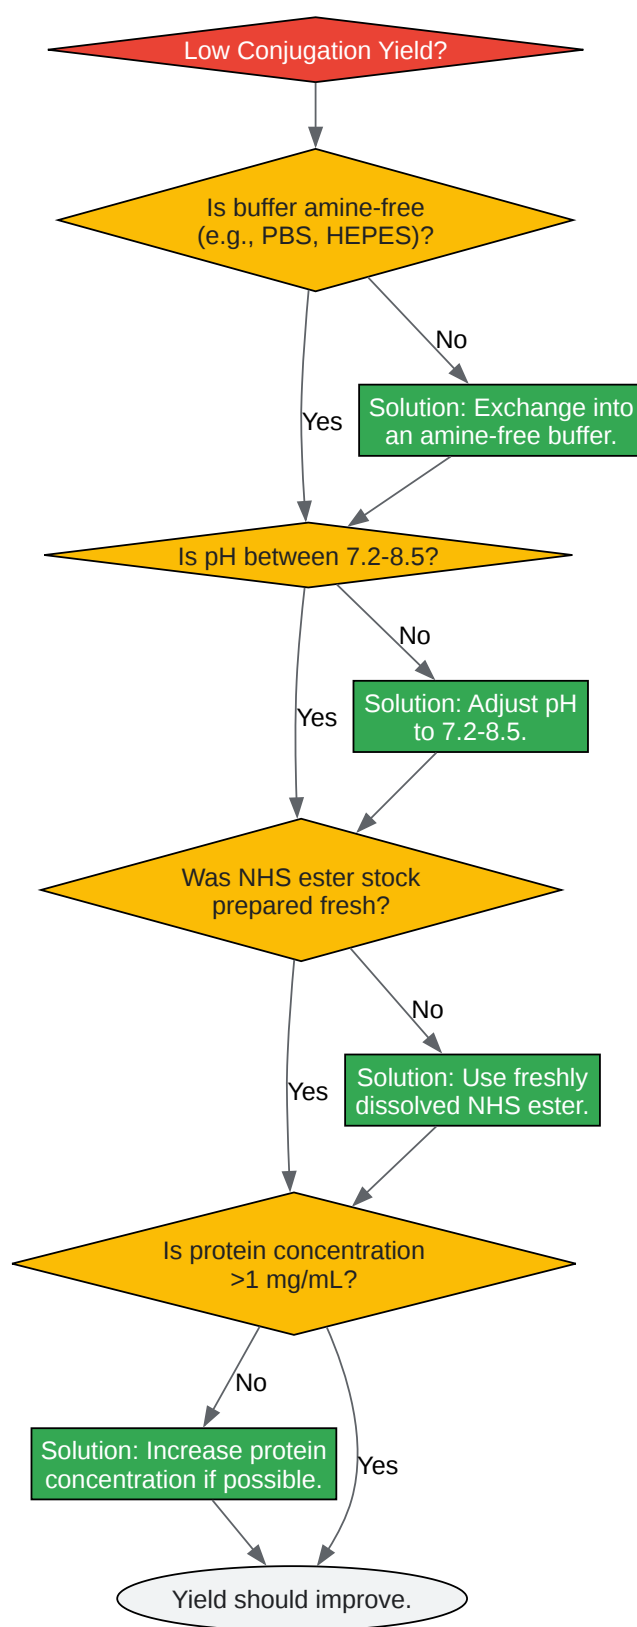 Low Conjugation Yield?
Is buffer amine-free
(e.g., PBS, HEPES)?
No
Solution: Exchange into
an amine-free buffer.
Yes
Is pH between 7.2-8.5?
No
Solution: Adjust pH
to 7.2-8.5.
Yes
Was NHS ester stock
prepared fresh?
No
Solution: Use freshly
dissolved NHS ester.
Yes
Is protein concentration
>1 mg/mL?
No
Solution: Increase protein
concentration if possible.
Yes
Yield should improve.